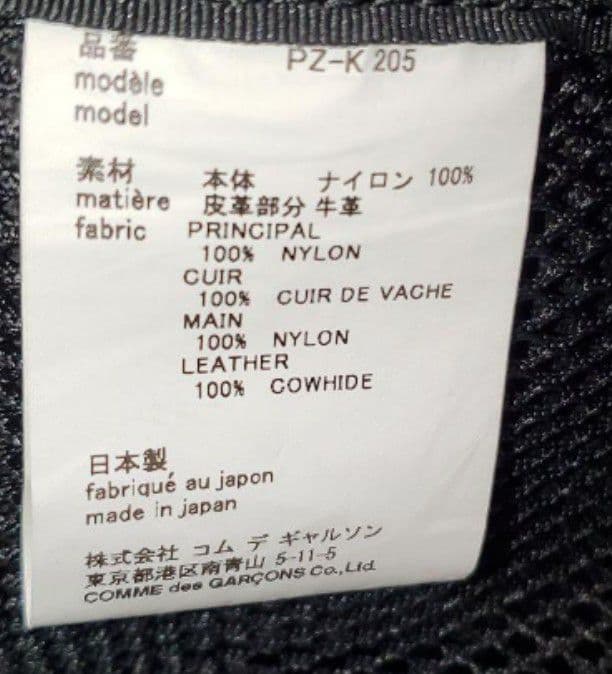 品番 PZ-K 205
modèle
model
素材 本体 ナイロン 100%
matière 皮革部分 牛革
fabric PRINCIPAL
100% NYLON
CUIR
100% CUIR DE VACHE
MAIN
100% NYLON
LEATHER
100% COWHIDE
日本製
fabriqué au japon
made in japan
株式会社 コム デ ギャルソン
東京都港区南青山 5-11-5
COMME des GARÇONS Co.,Ltd.